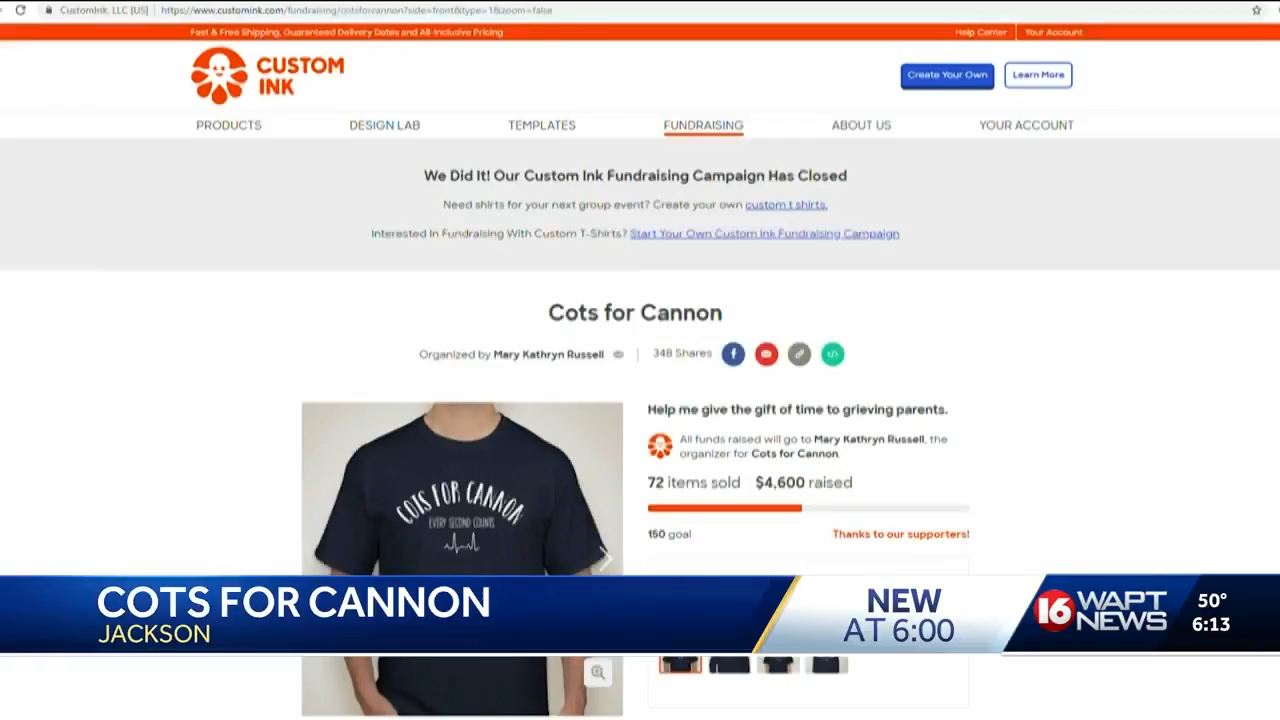 CustomInk, LLC [US]
https://www.customink.com/fundraising/cotsforcannon?side=front&type=1&zoom=false
Fast & Free Shipping, Guaranteed Delivery Dates and All-Inclusive Pricing
Help Center
Your Account
CUSTOM
INK
Create Your Own
Learn More
PRODUCTS
DESIGN LAB
TEMPLATES
FUNDRAISING
ABOUT US
YOUR ACCOUNT
We Did It! Our Custom Ink Fundraising Campaign Has Closed
Need shirts for your next group event? Create your own custom t shirts.
Interested In Fundraising With Custom T-Shirts? Start Your Own Custom Ink Fundraising Campaign
Cots for Cannon
Organized by Mary Kathryn Russell
348 Shares
Help me give the gift of time to grieving parents.
All funds raised will go to Mary Kathryn Russell, the
organizer for Cots for Cannon.
72 items sold $4,600 raised
150 goal
Thanks to our supporters!
COTS FOR CANNON
EVERY SECOND COUNTS
COTS FOR CANNON
JACKSON
NEW
AT 6:00
16 WAPT
NEWS
50°
6:13